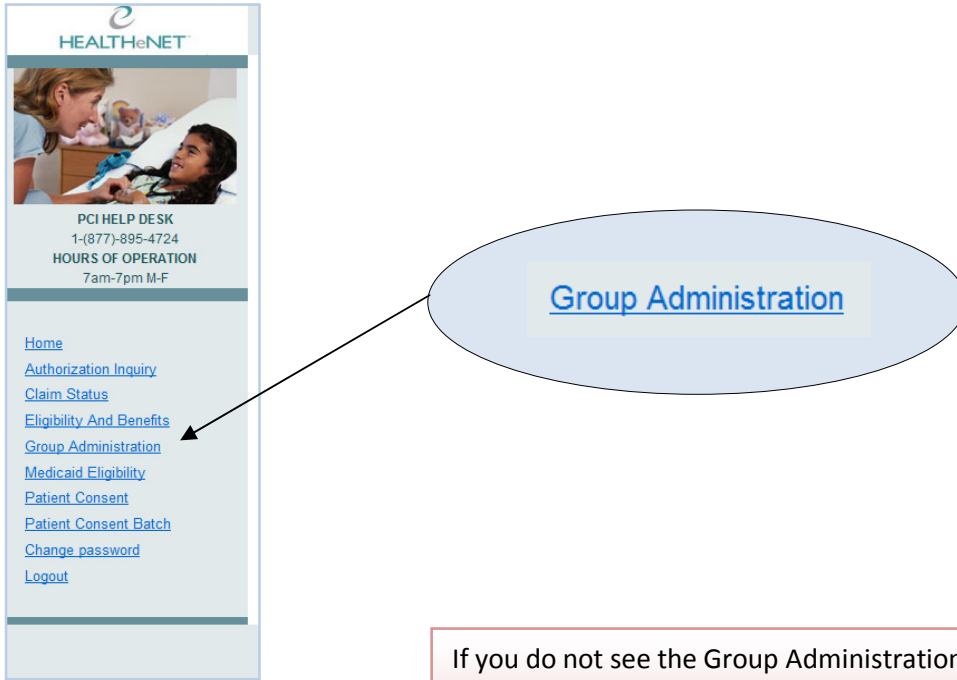 HEALTHeNET
PCI HELP DESK
1-(877)-895-4724
HOURS OF OPERATION
7am-7pm M-F
Home
Authorization Inquiry
Claim Status
Eligibility And Benefits
Group Administration
Medicaid Eligibility
Patient Consent
Patient Consent Batch
Change password
Logout
Group Administration
If you do not see the Group Administration